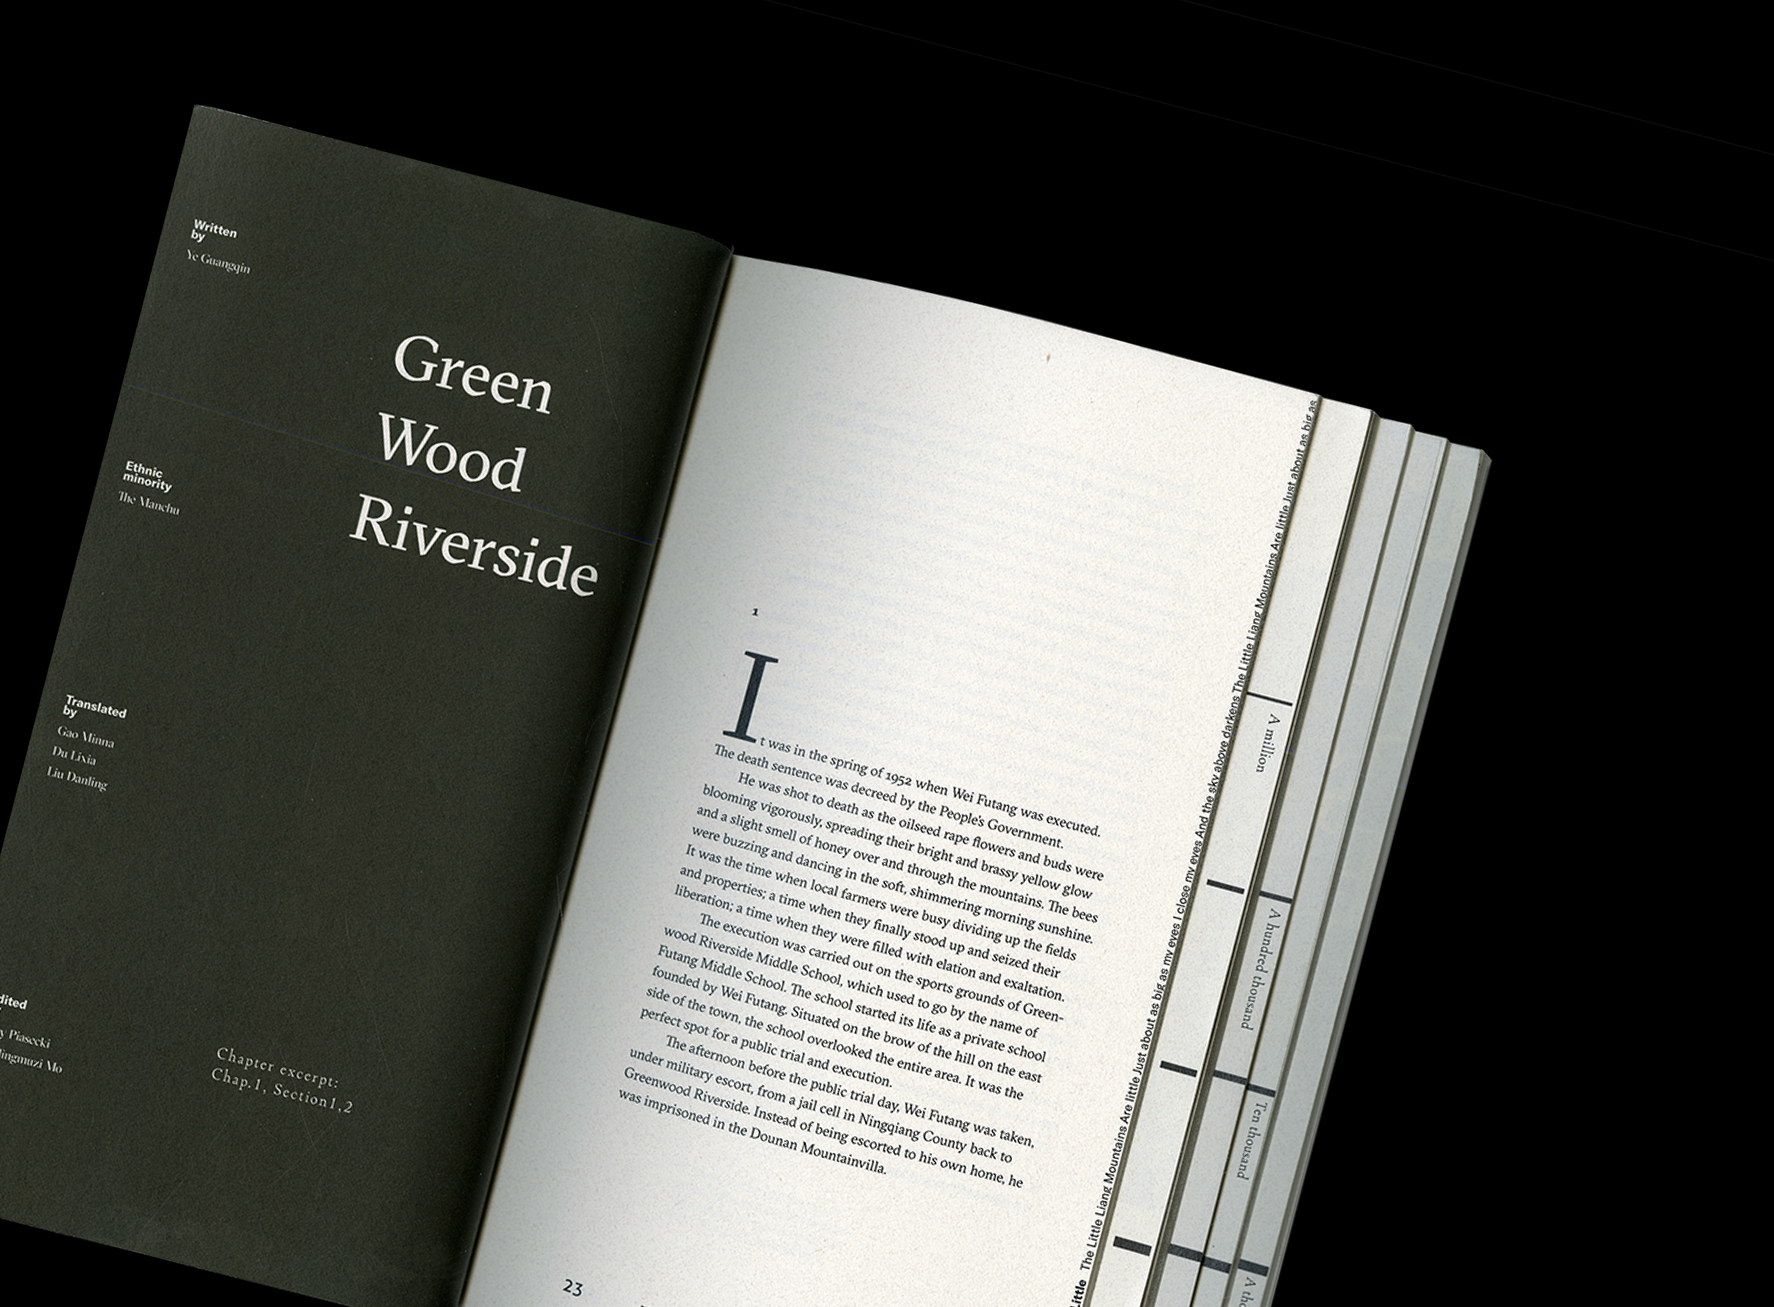 Written
by
Ye Guangqin
Green
Wood
Riverside
Ethnic
minority
The Manchu
Translated
by
Gao Minna
Du Lixia
Liu Danling
Piasecki
Mo
Chapter excerpt:
Chap.1, Section1,2
1
It was in the spring of 1952 when Wei Futang was executed.
The death sentence was decreed by the People's Government.
He was shot to death as the oilseed rape flowers and buds were
blooming vigorously, spreading their bright and brassy yellow glow
and a slight smell of honey over and through the mountains. The bees
were buzzing and dancing in the soft, shimmering morning sunshine.
It was the time when local farmers were busy dividing up the fields
and properties; a time when they finally stood up and seized their
liberation; a time when they were filled with elation and exaltation.
The execution was carried out on the sports grounds of Green-
wood Riverside Middle School, which used to go by the name of
Futang Middle School. The school started its life as a private school
founded by Wei Futang. Situated on the brow of the hill on the east
side of the town, the school overlooked the entire area. It was the
perfect spot for a public trial and execution.
The afternoon before the public trial day, Wei Futang was taken,
under military escort, from a jail cell in Ningqiang County back to
Greenwood Riverside. Instead of being escorted to his own home, he
was imprisoned in the Dounan Mountainvilla.
23
Little The Little Liang Mountains Are little Just about as big as my eyes I close my eyes And the sky above darkens The Little Liang Mountains Are little Just about as big as
A million
A hundred thousand
Ten thousand